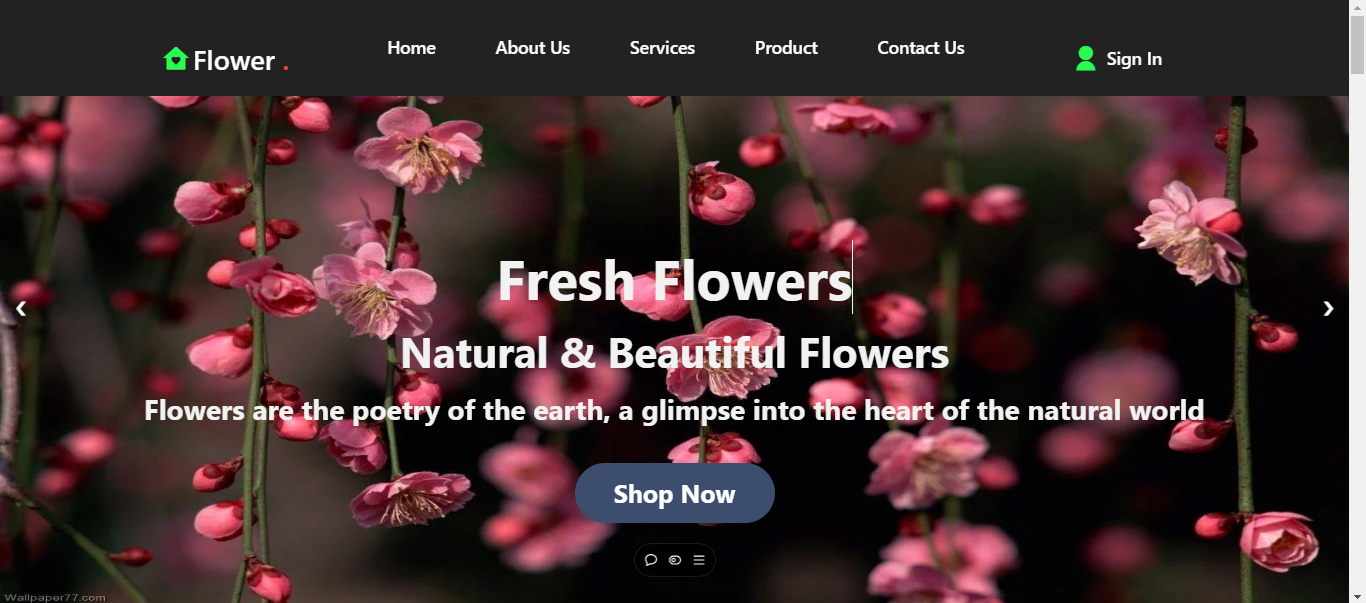 Flower .
Home
About Us
Services
Product
Contact Us
Sign In
Fresh Flowers
Natural & Beautiful Flowers
Flowers are the poetry of the earth, a glimpse into the heart of the natural world
Shop Now
Wallpaper77.com